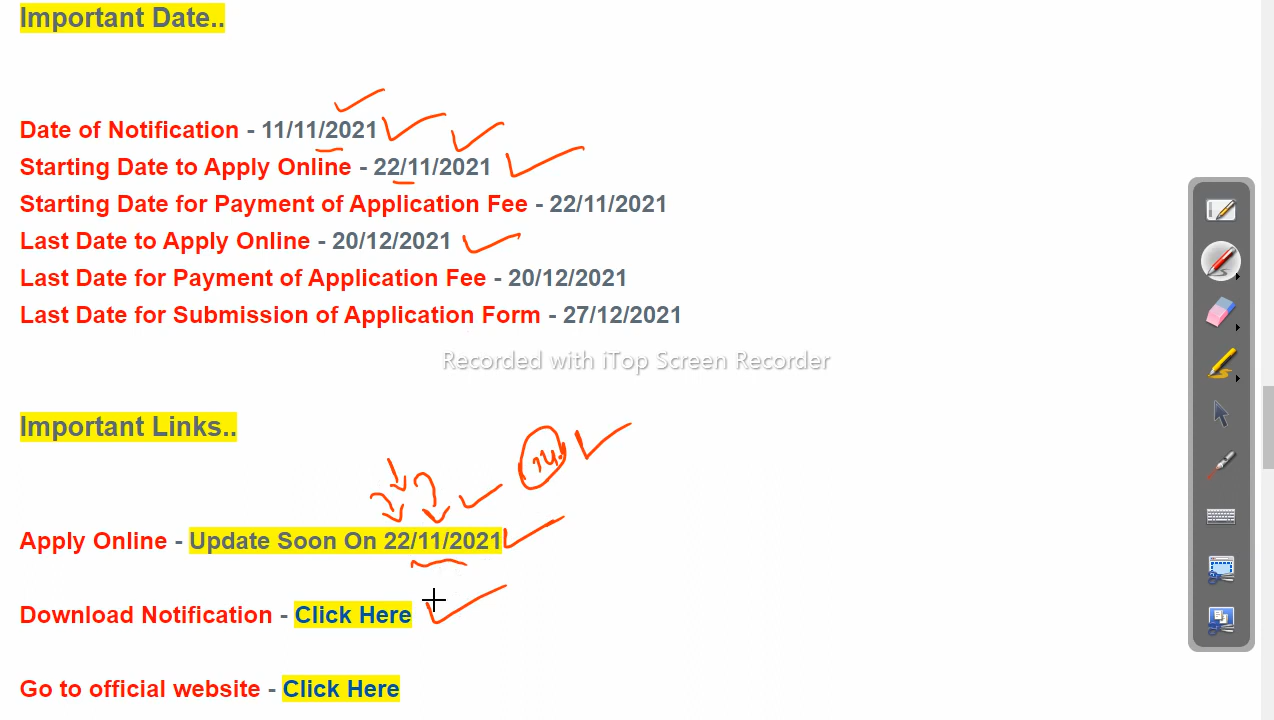 Important Date..
Date of Notification - 11/11/2021
Starting Date to Apply Online - 22/11/2021
Starting Date for Payment of Application Fee - 22/11/2021
Last Date to Apply Online - 20/12/2021
Last Date for Payment of Application Fee - 20/12/2021
Last Date for Submission of Application Form - 27/12/2021
Recorded with iTop Screen Recorder
Important Links..
Apply Online - Update Soon On 22/11/2021
Download Notification - Click Here
Go to official website - Click Here